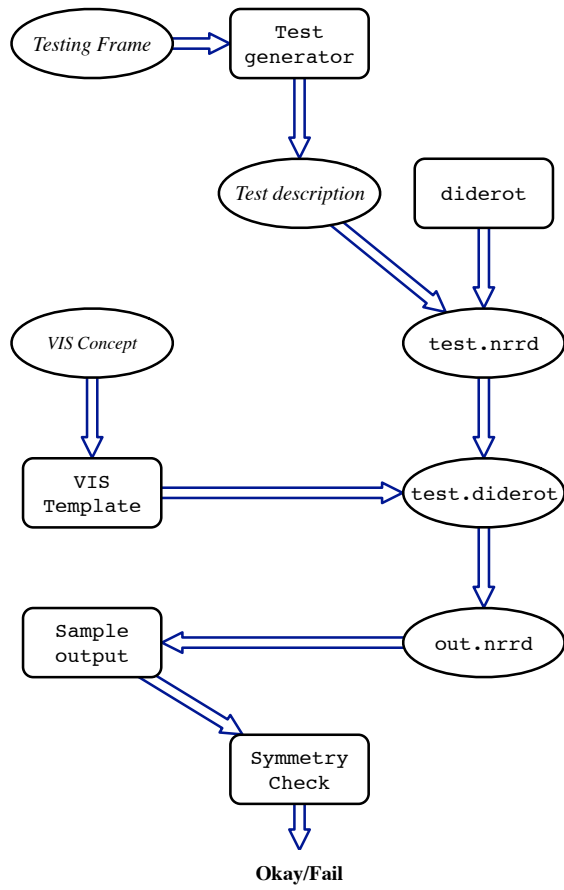 Testing Frame
Test
generator
Test description
diderot
VIS Concept
test.nrrd
VIS
Template
test.diderot
Sample
output
out.nrrd
Symmetry
Check
Okay/Fail